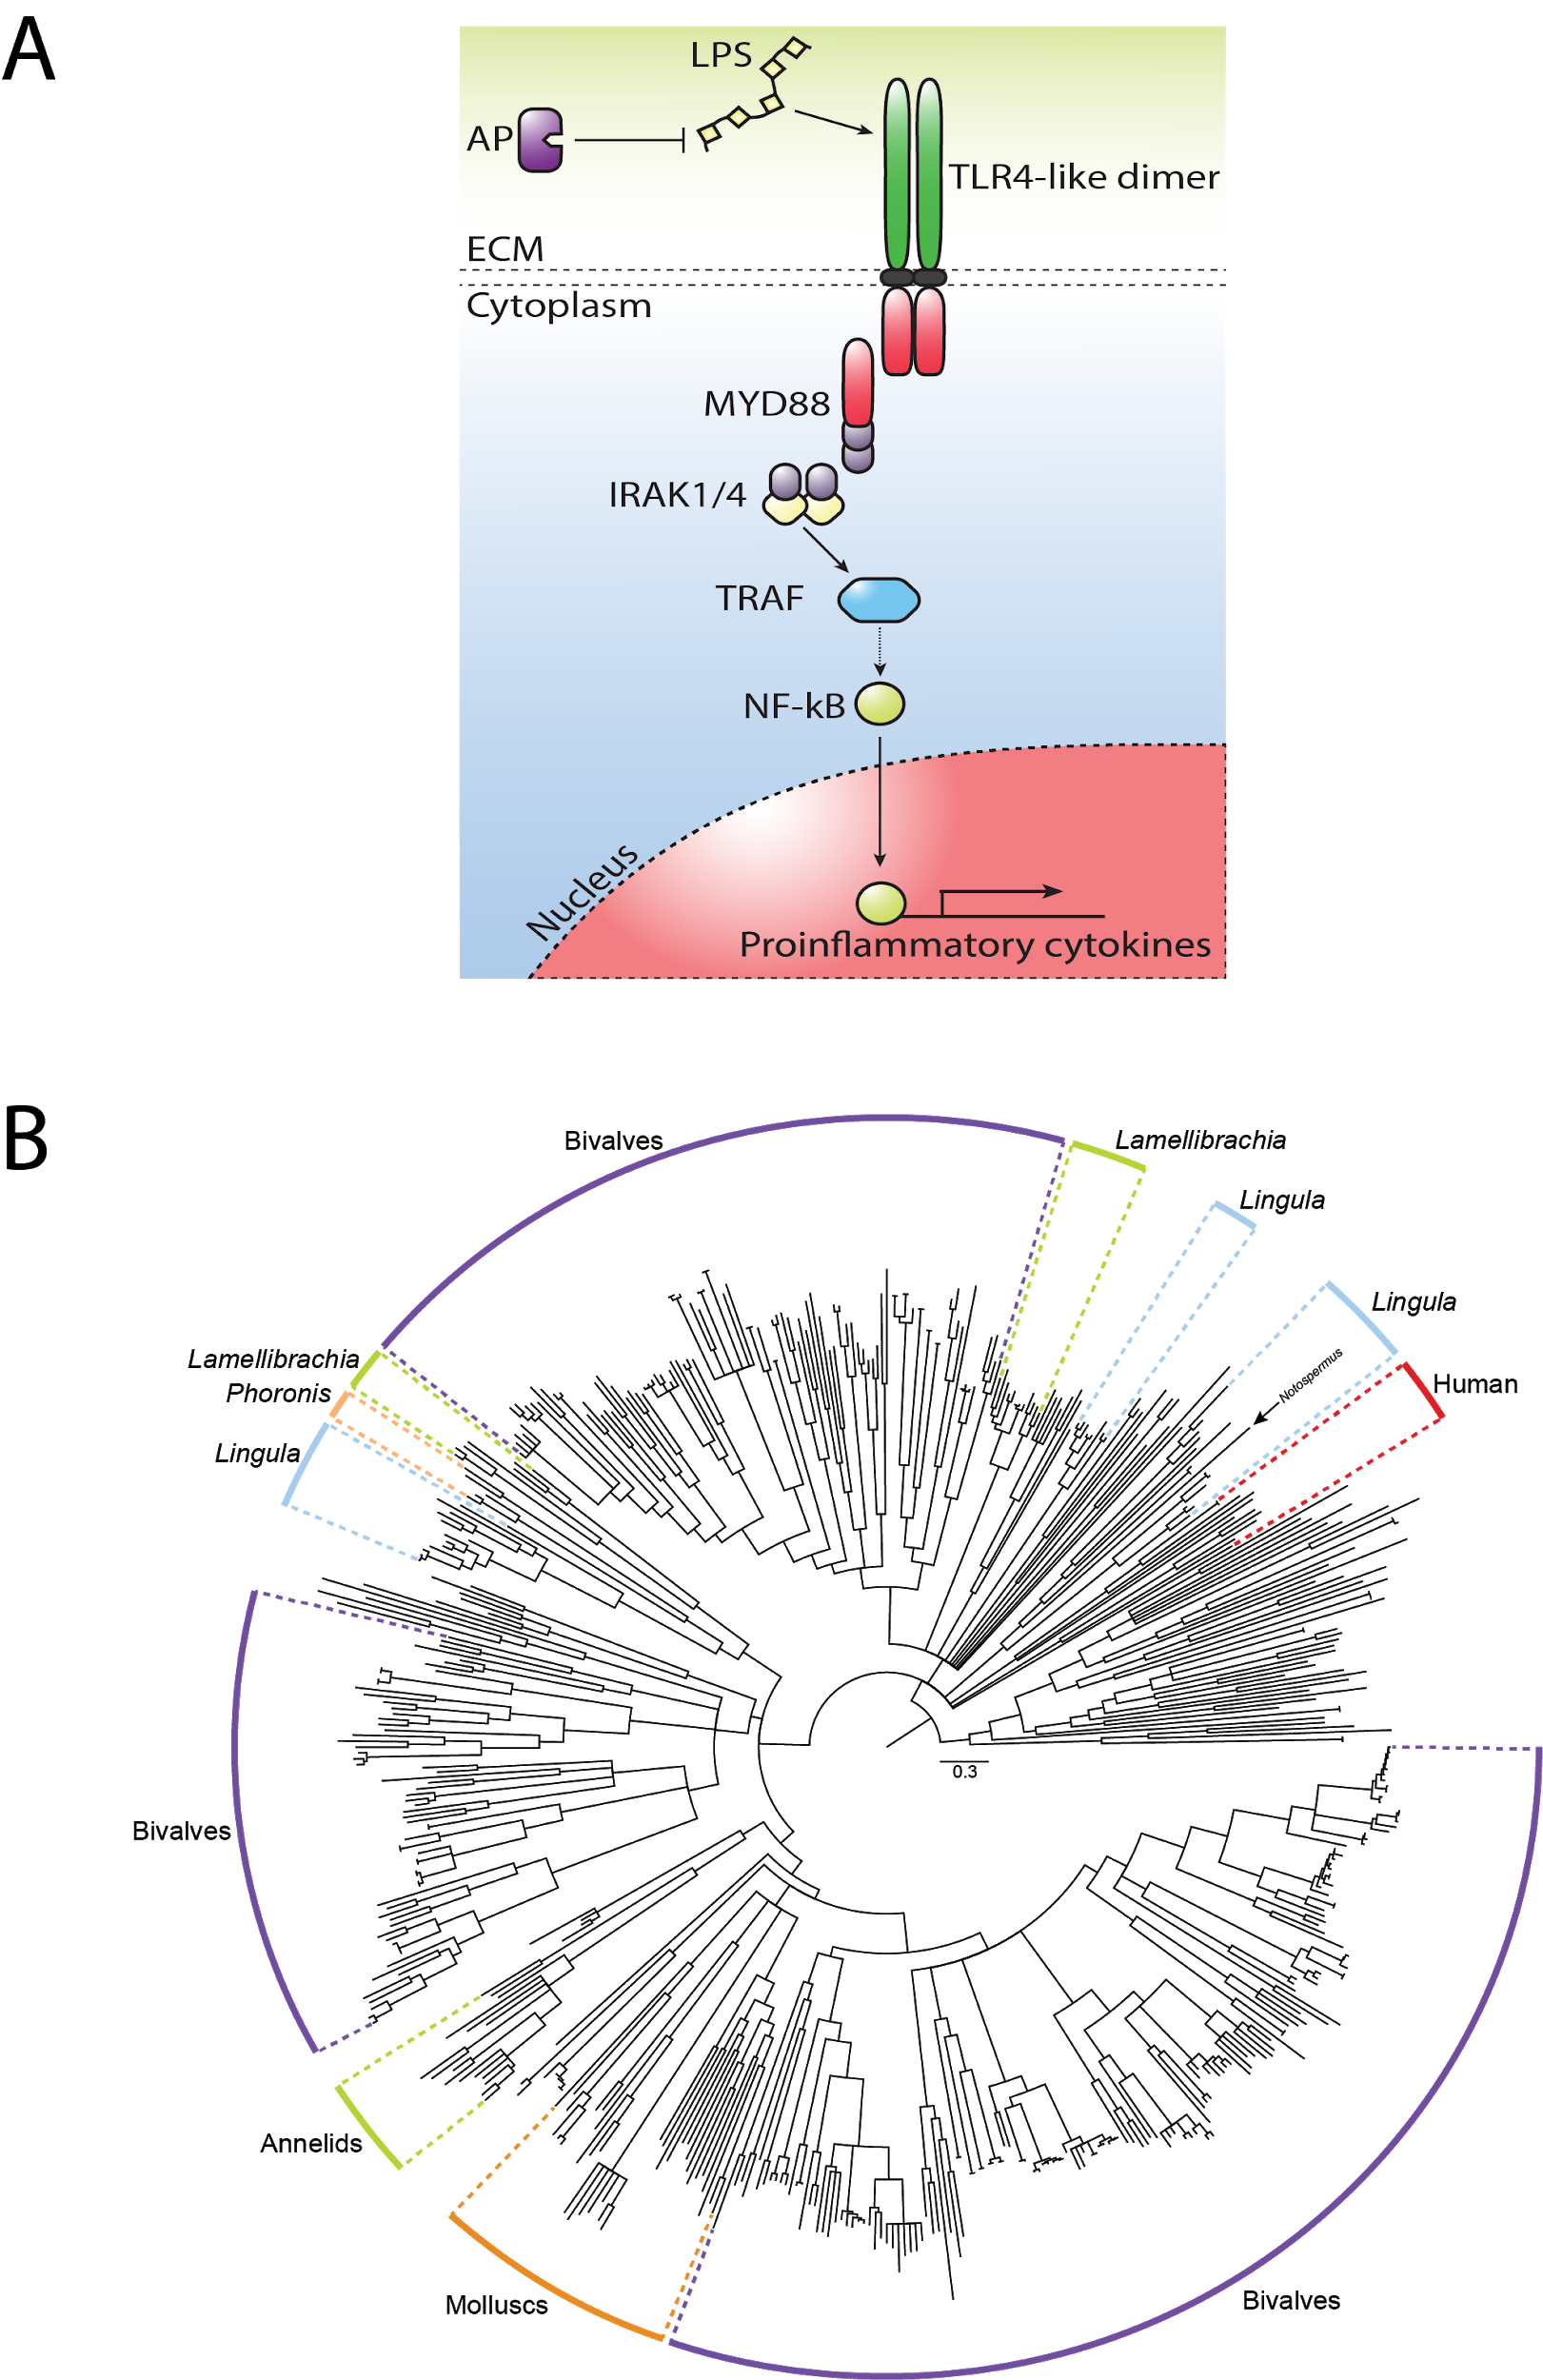 A
LPS
AP
TLR4-like dimer
ECM
Cytoplasm
MYD88
IRAK1/4
TRAF
NF-kB
Nucleus
Proinflammatory cytokines
B
Bivalves
Lamellibrachia
Lingula
Lingula
Notospermus
Human
Lamellibrachia
Phoronis
Lingula
0.3
Bivalves
Annelids
Molluscs
Bivalves